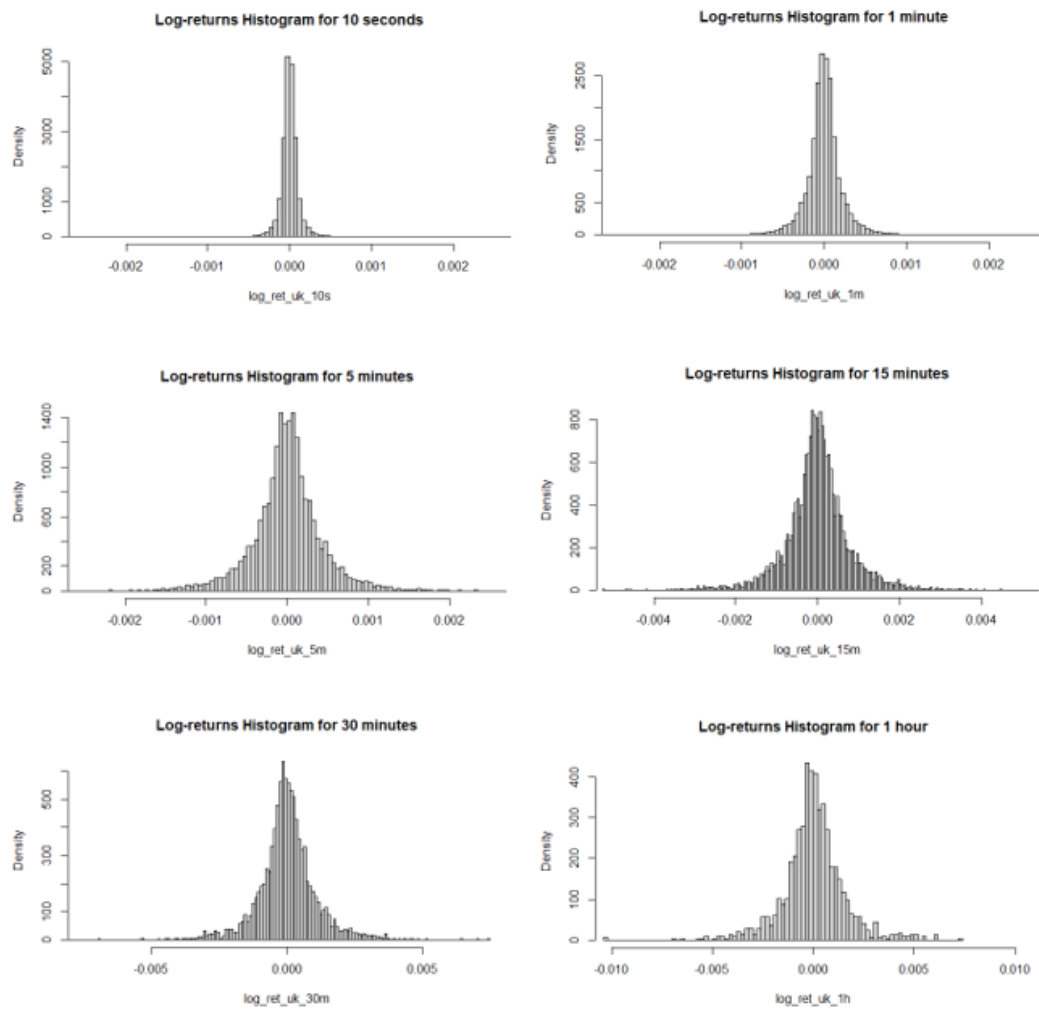 Log-returns Histogram for 10 seconds
Density
5000
3000
1000
0
-0.002 -0.001 0.000 0.001 0.002
log_ret_uk_10s
Log-returns Histogram for 1 minute
Density
2500
1500
500
0
-0.002 -0.001 0.000 0.001 0.002
log_ret_uk_1m
Log-returns Histogram for 5 minutes
Density
1400
1000
600
200
0
-0.002 -0.001 0.000 0.001 0.002
log_ret_uk_5m
Log-returns Histogram for 15 minutes
Density
800
600
400
200
0
-0.004 -0.002 0.000 0.002 0.004
log_ret_uk_15m
Log-returns Histogram for 30 minutes
Density
500
300
100
0
-0.005 0.000 0.005
log_ret_uk_30m
Log-returns Histogram for 1 hour
Density
400
300
200
100
0
-0.010 -0.005 0.000 0.005 0.010
log_ret_uk_1h